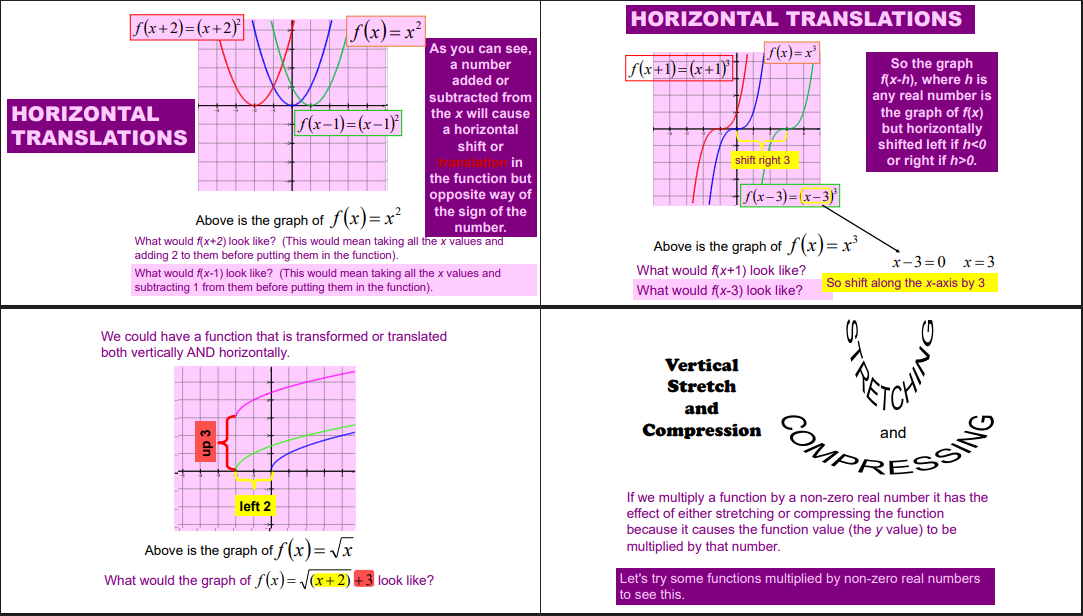 f(x+2)=(x+2)²
f(x)=x²
HORIZONTAL
TRANSLATIONS
f(x−1)=(x−1)²
As you can see,
a number
added or
subtracted from
the x will cause
a horizontal
shift or
translation in
the function but
opposite way of
the sign of the
number.
Above is the graph of f(x)=x²
What would f(x+2) look like? (This would mean taking all the x values and
adding 2 to them before putting them in the function).
What would f(x-1) look like? (This would mean taking all the x values and
subtracting 1 from them before putting them in the function).
HORIZONTAL TRANSLATIONS
f(x+1)=(x+1)³
f(x)=x³
So the graph
f(x-h), where h is
any real number is
the graph of f(x)
but horizontally
shifted left if h<0
or right if h>0.
shift right 3
f(x−3)=(x−3)³
Above is the graph of f(x)=x³
x−3=0 x=3
What would f(x+1) look like?
What would f(x-3) look like?
So shift along the x-axis by 3
We could have a function that is transformed or translated
both vertically AND horizontally.
up 3
left 2
Above is the graph of f(x)=√x
What would the graph of f(x)=√(x+2)+3 look like?
Vertical
Stretch
and
Compression
STRETCHING
and
COMPRESSING
If we multiply a function by a non-zero real number it has the
effect of either stretching or compressing the function
because it causes the function value (the y value) to be
multiplied by that number.
Let's try some functions multiplied by non-zero real numbers
to see this.